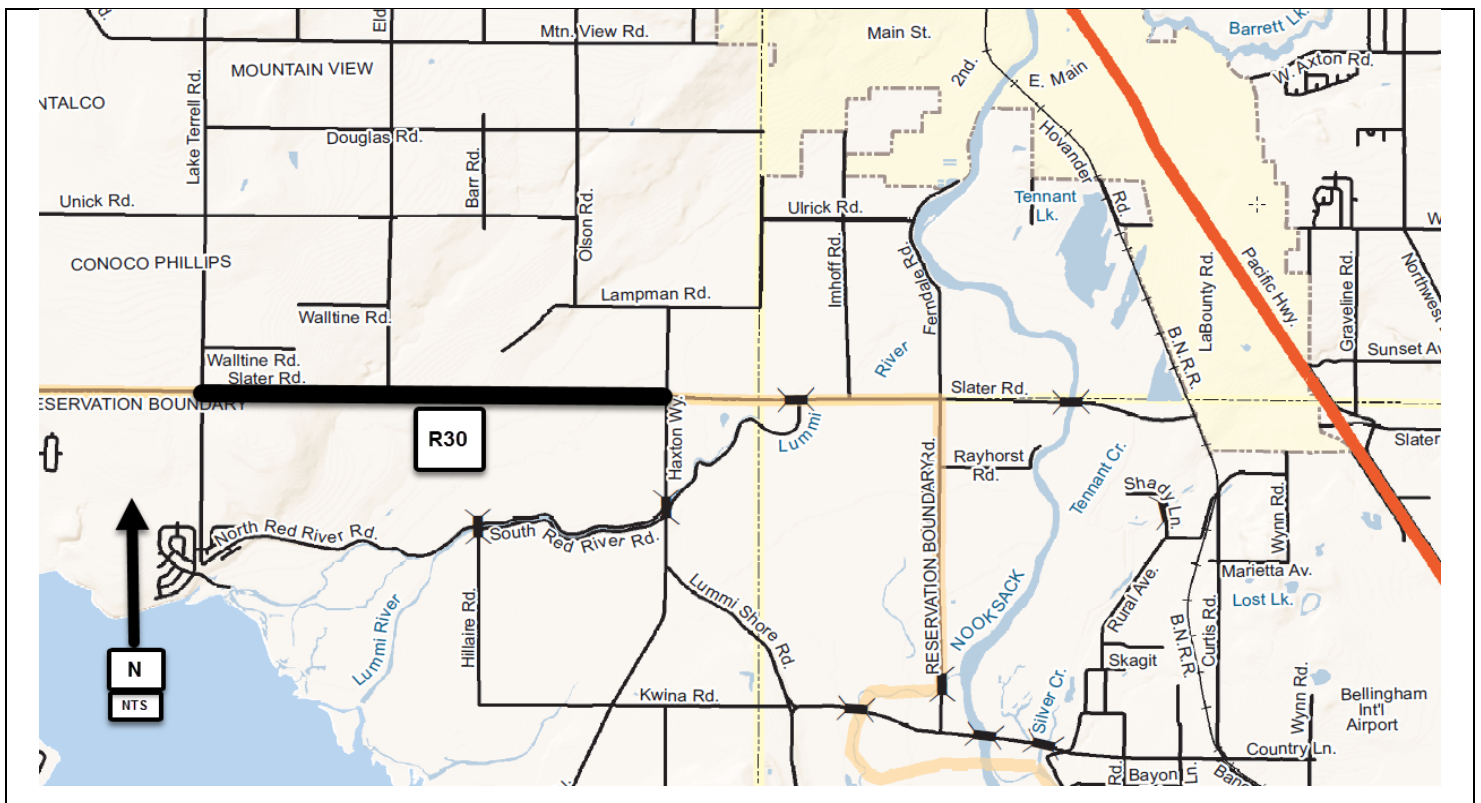 Eld
Mtn. View Rd.
Main St.
Barrett Lk.
2nd.
E. Main
W. Axton Rd.
MOUNTAIN VIEW
Lake Terrell Rd.
NTALCO
Douglas Rd.
Hovander
Rd.
Barr Rd.
Unick Rd.
Olson Rd.
Ulrick Rd.
Tennant
Lk.
W
CONOCO PHILLIPS
Imhoff Rd.
Ferndale Rd.
LaBounty Rd.
Pacific Hwy.
Graveline Rd.
Northwest
Lampman Rd.
Walltine Rd.
River
B.N.R.R.
Sunset Av
Walltine Rd.
Slater Rd.
Slater Rd.
ESERVATION BOUNDARY
R30
Haxton Wy.
Lummi
Slater
RESERVATION BOUNDARY
Rd.
Rayhorst
Rd.
Tennant Cr.
Shady Ln.
Wynn Rd.
North Red River Rd.
South Red River Rd.
Marietta Av.
Lost Lk.
Lummi River
Hillaire Rd.
Lummi Shore Rd.
NOOKSACK
Rural Ave.
B.N.R.R.
Curtis Rd.
N
NTS
Skagit
Kwina Rd.
Silver Cr.
Wynn Rd.
Bellingham
Int'l
Airport
Country Ln.
Rd.
Bayon
Ln.
Banc